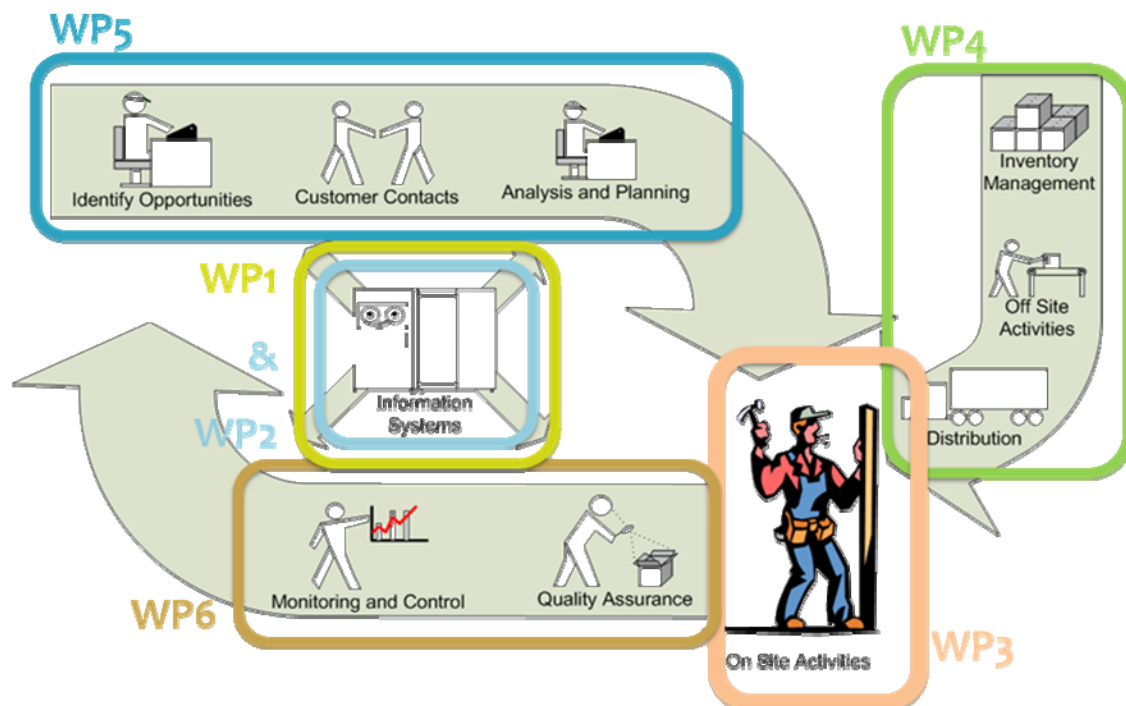 WP5
WP4
Identify Opportunities
Customer Contacts
Analysis and Planning
Inventory
Management
Off Site
Activities
Distribution
WP1
&
WP2
Information
Systems
Monitoring and Control
Quality Assurance
WP6
On Site Activities
WP3